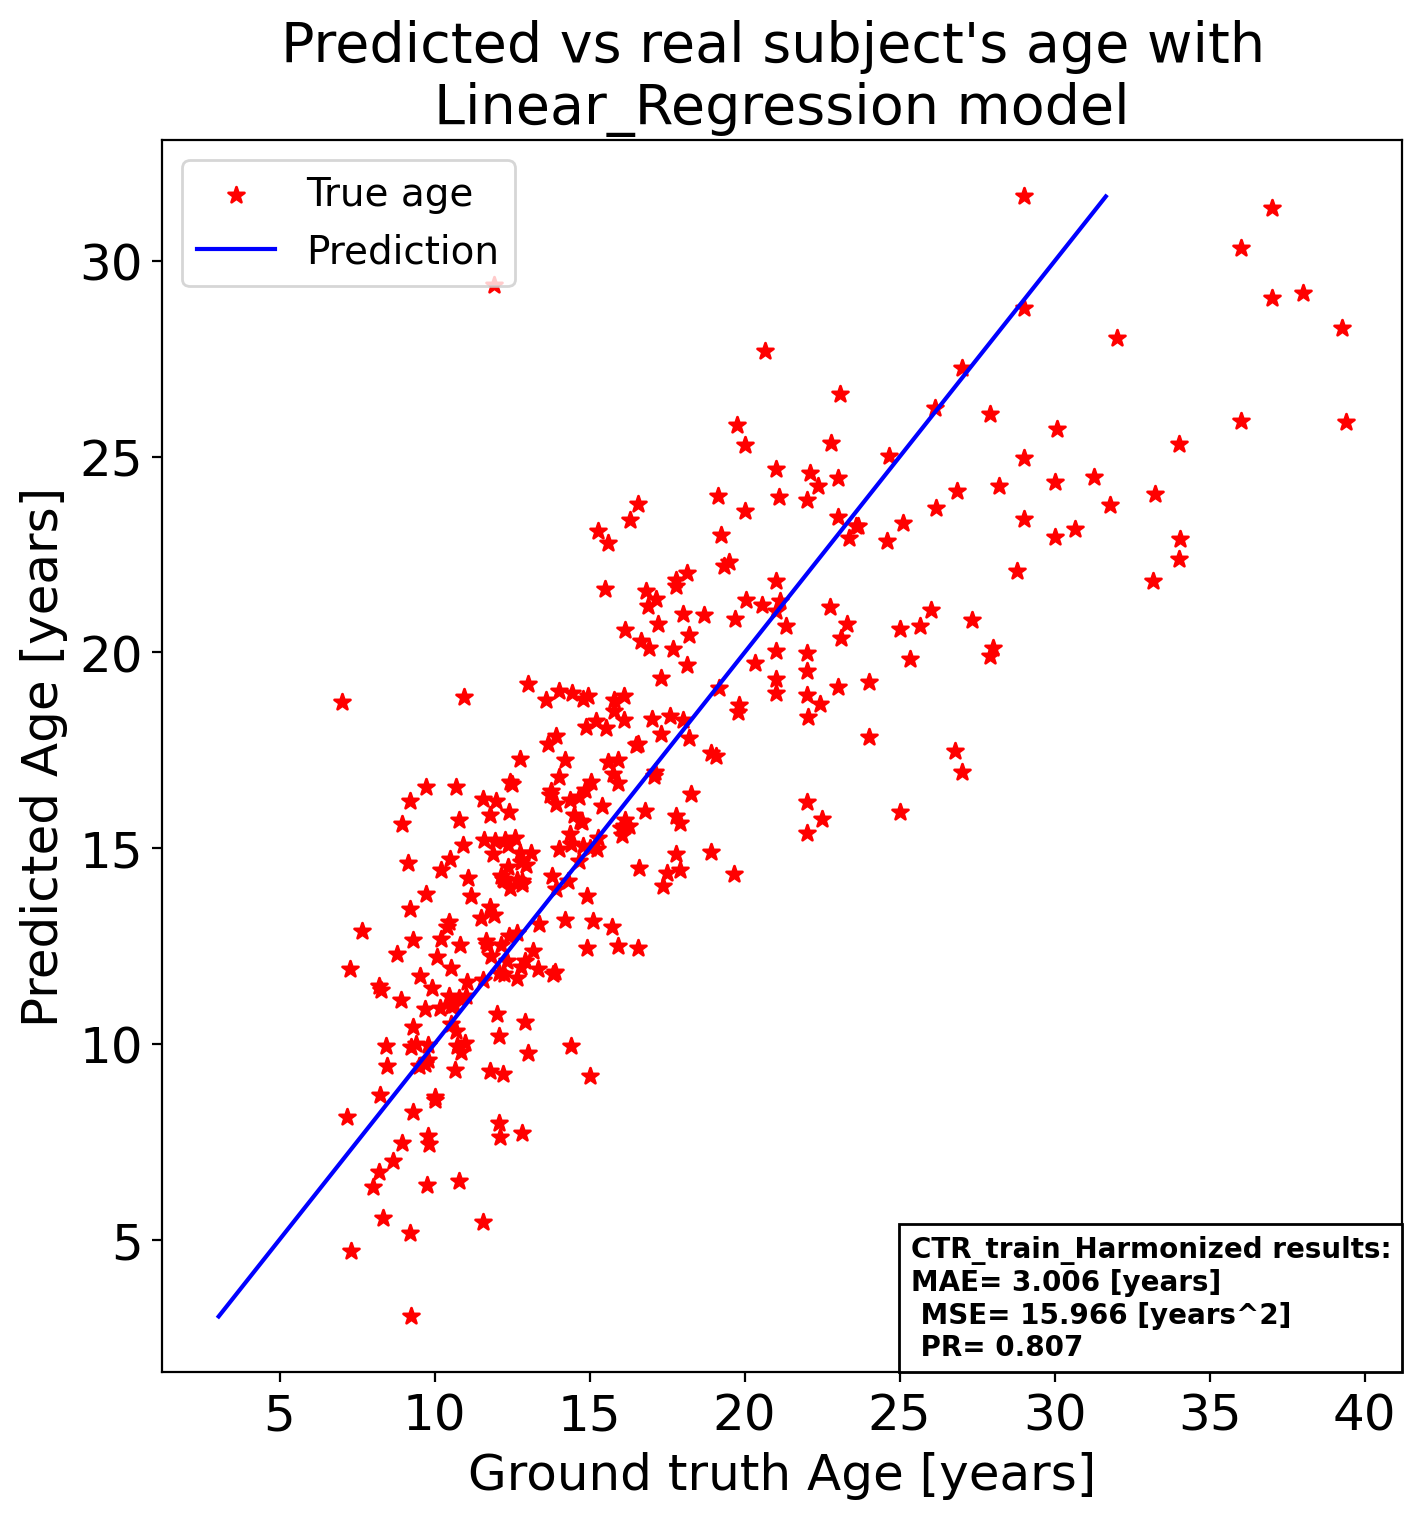 Predicted vs real subject's age with
Linear_Regression model
True age
Prediction
30
25
20
15
10
5
Predicted Age [years]
CTR_train_Harmonized results:
MAE= 3.006 [years]
MSE= 15.966 [years^2]
PR= 0.807
5 10 15 20 25 30 35 40
Ground truth Age [years]